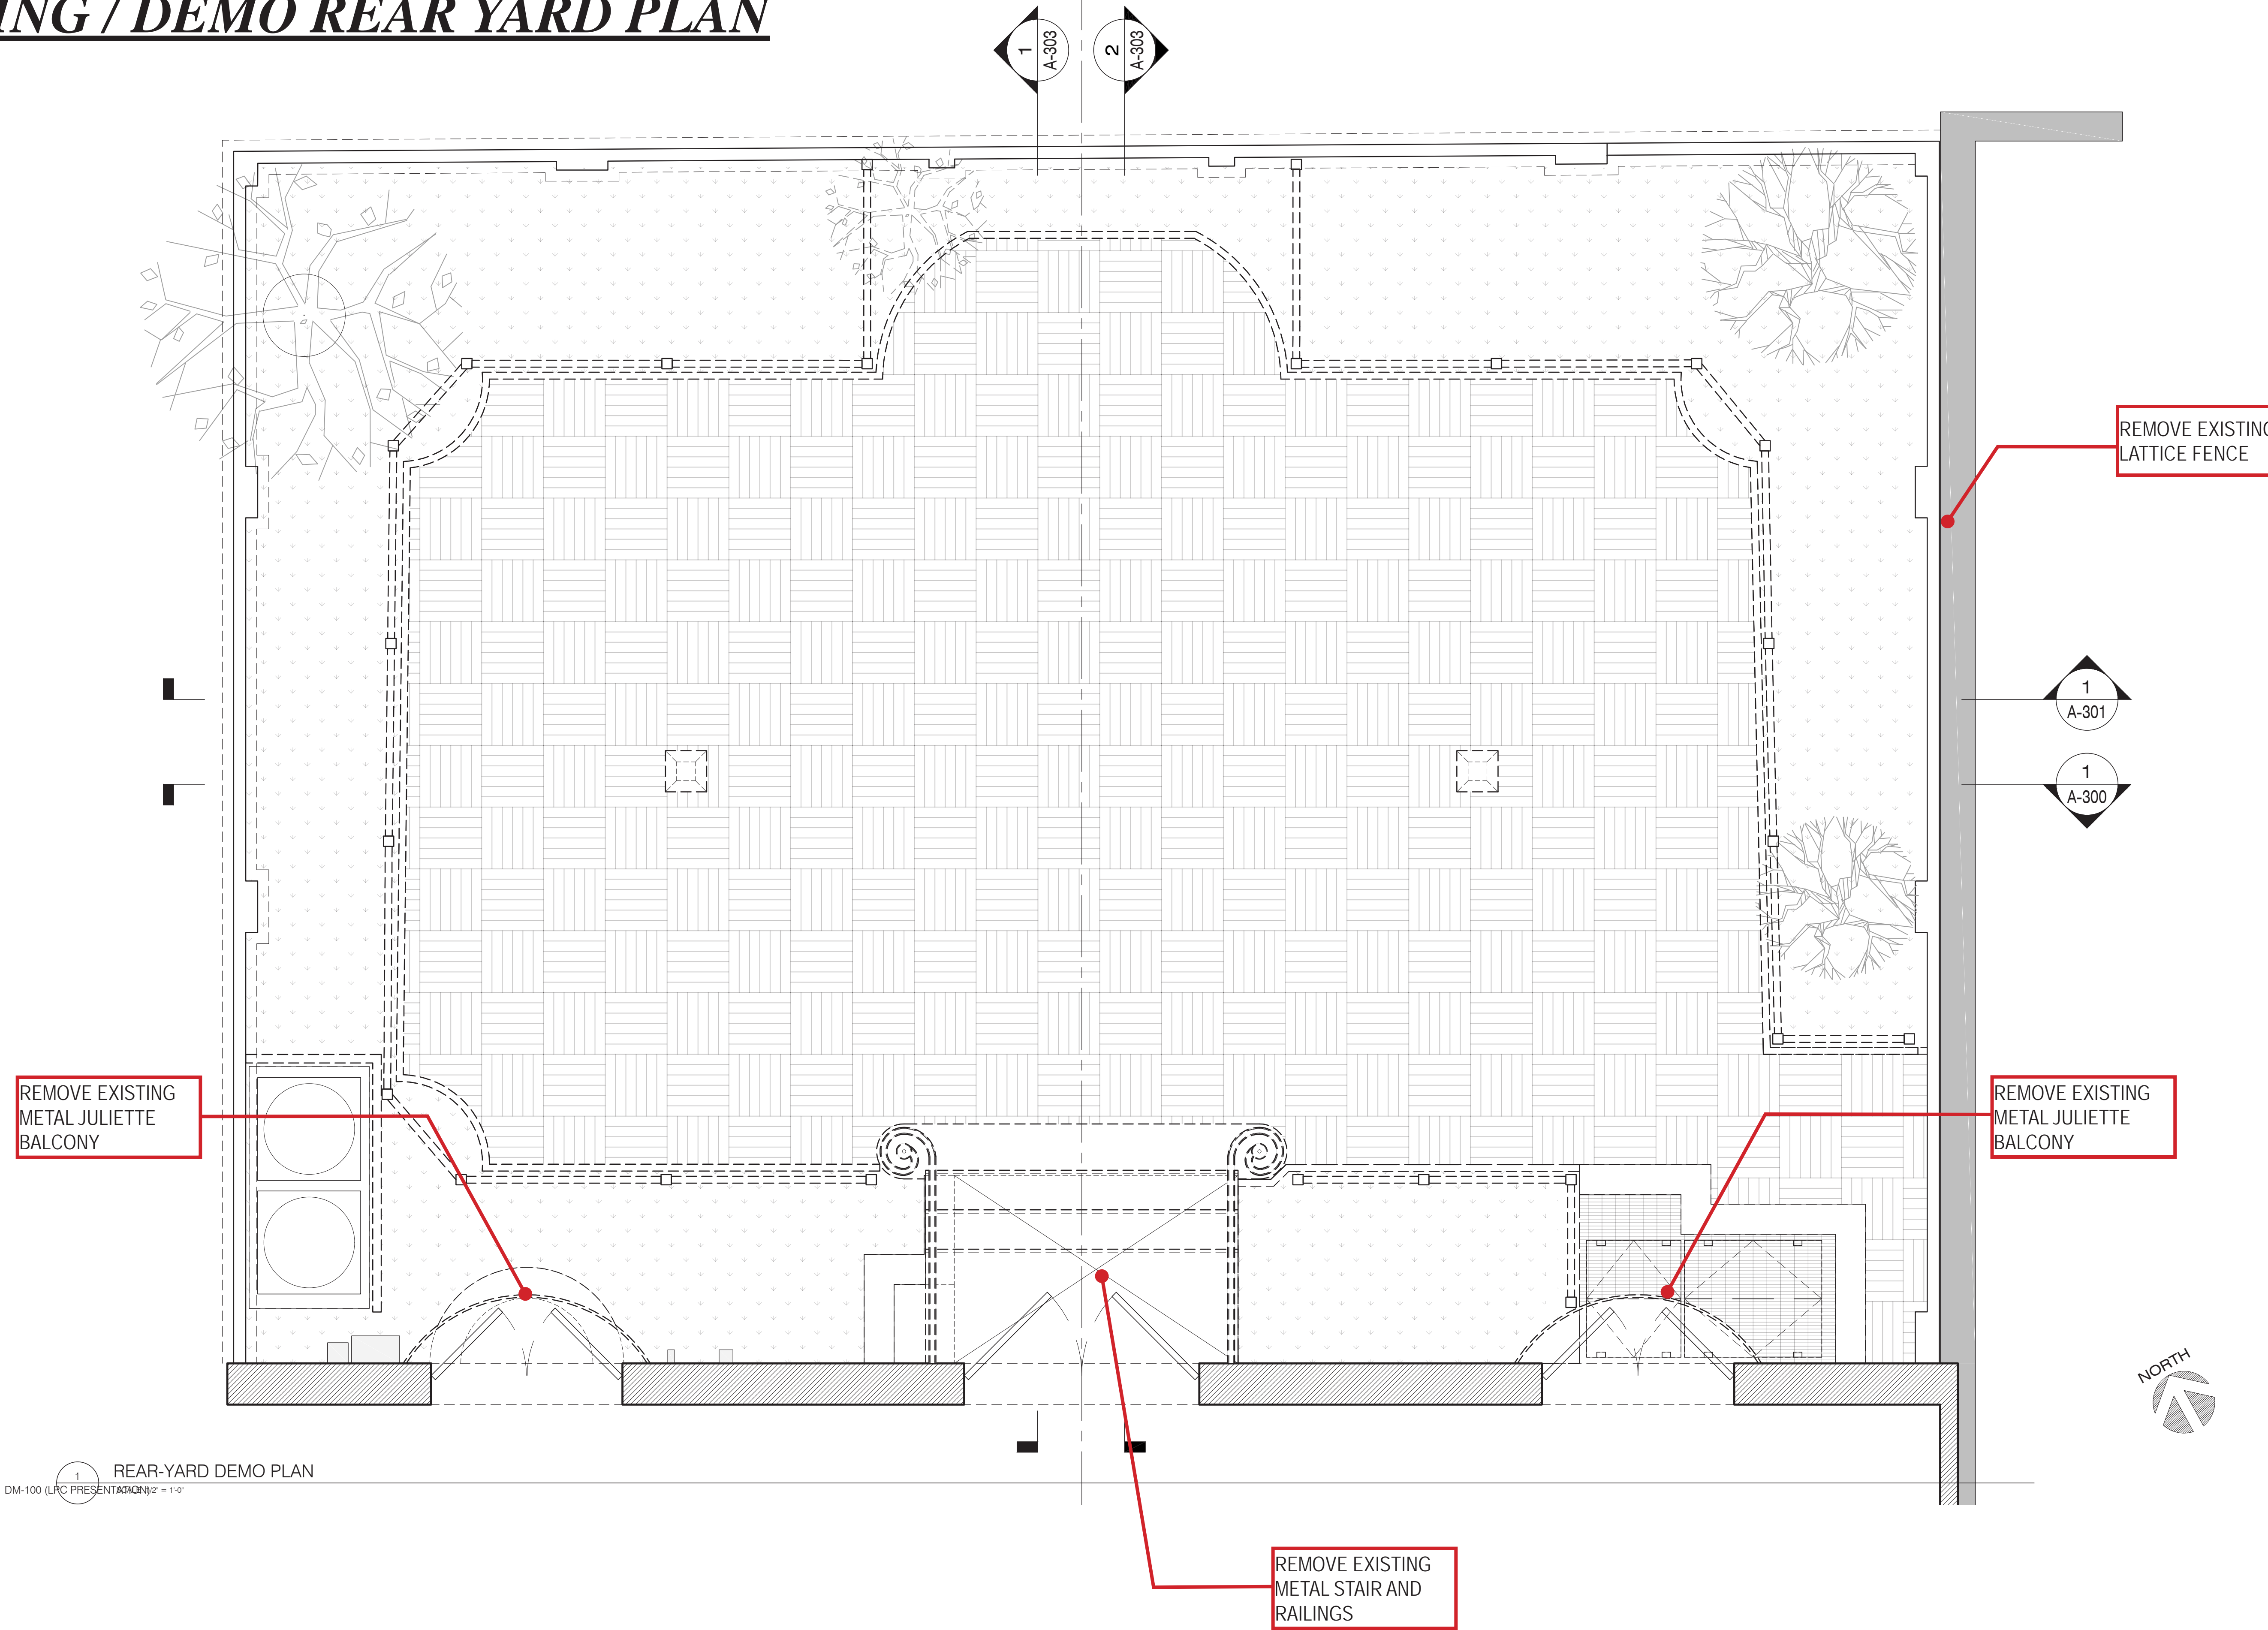 ING / DEMO REAR YARD PLAN
1
A-303
2
A-303
REMOVE EXISTING
LATTICE FENCE
1
A-301
1
A-300
REMOVE EXISTING
METAL JULIETTE
BALCONY
REMOVE EXISTING
METAL JULIETTE
BALCONY
NORTH
1
REAR-YARD DEMO PLAN
DM-100 (LPC PRESENTATION)
= 1'-0"
REMOVE EXISTING
METAL STAIR AND
RAILINGS